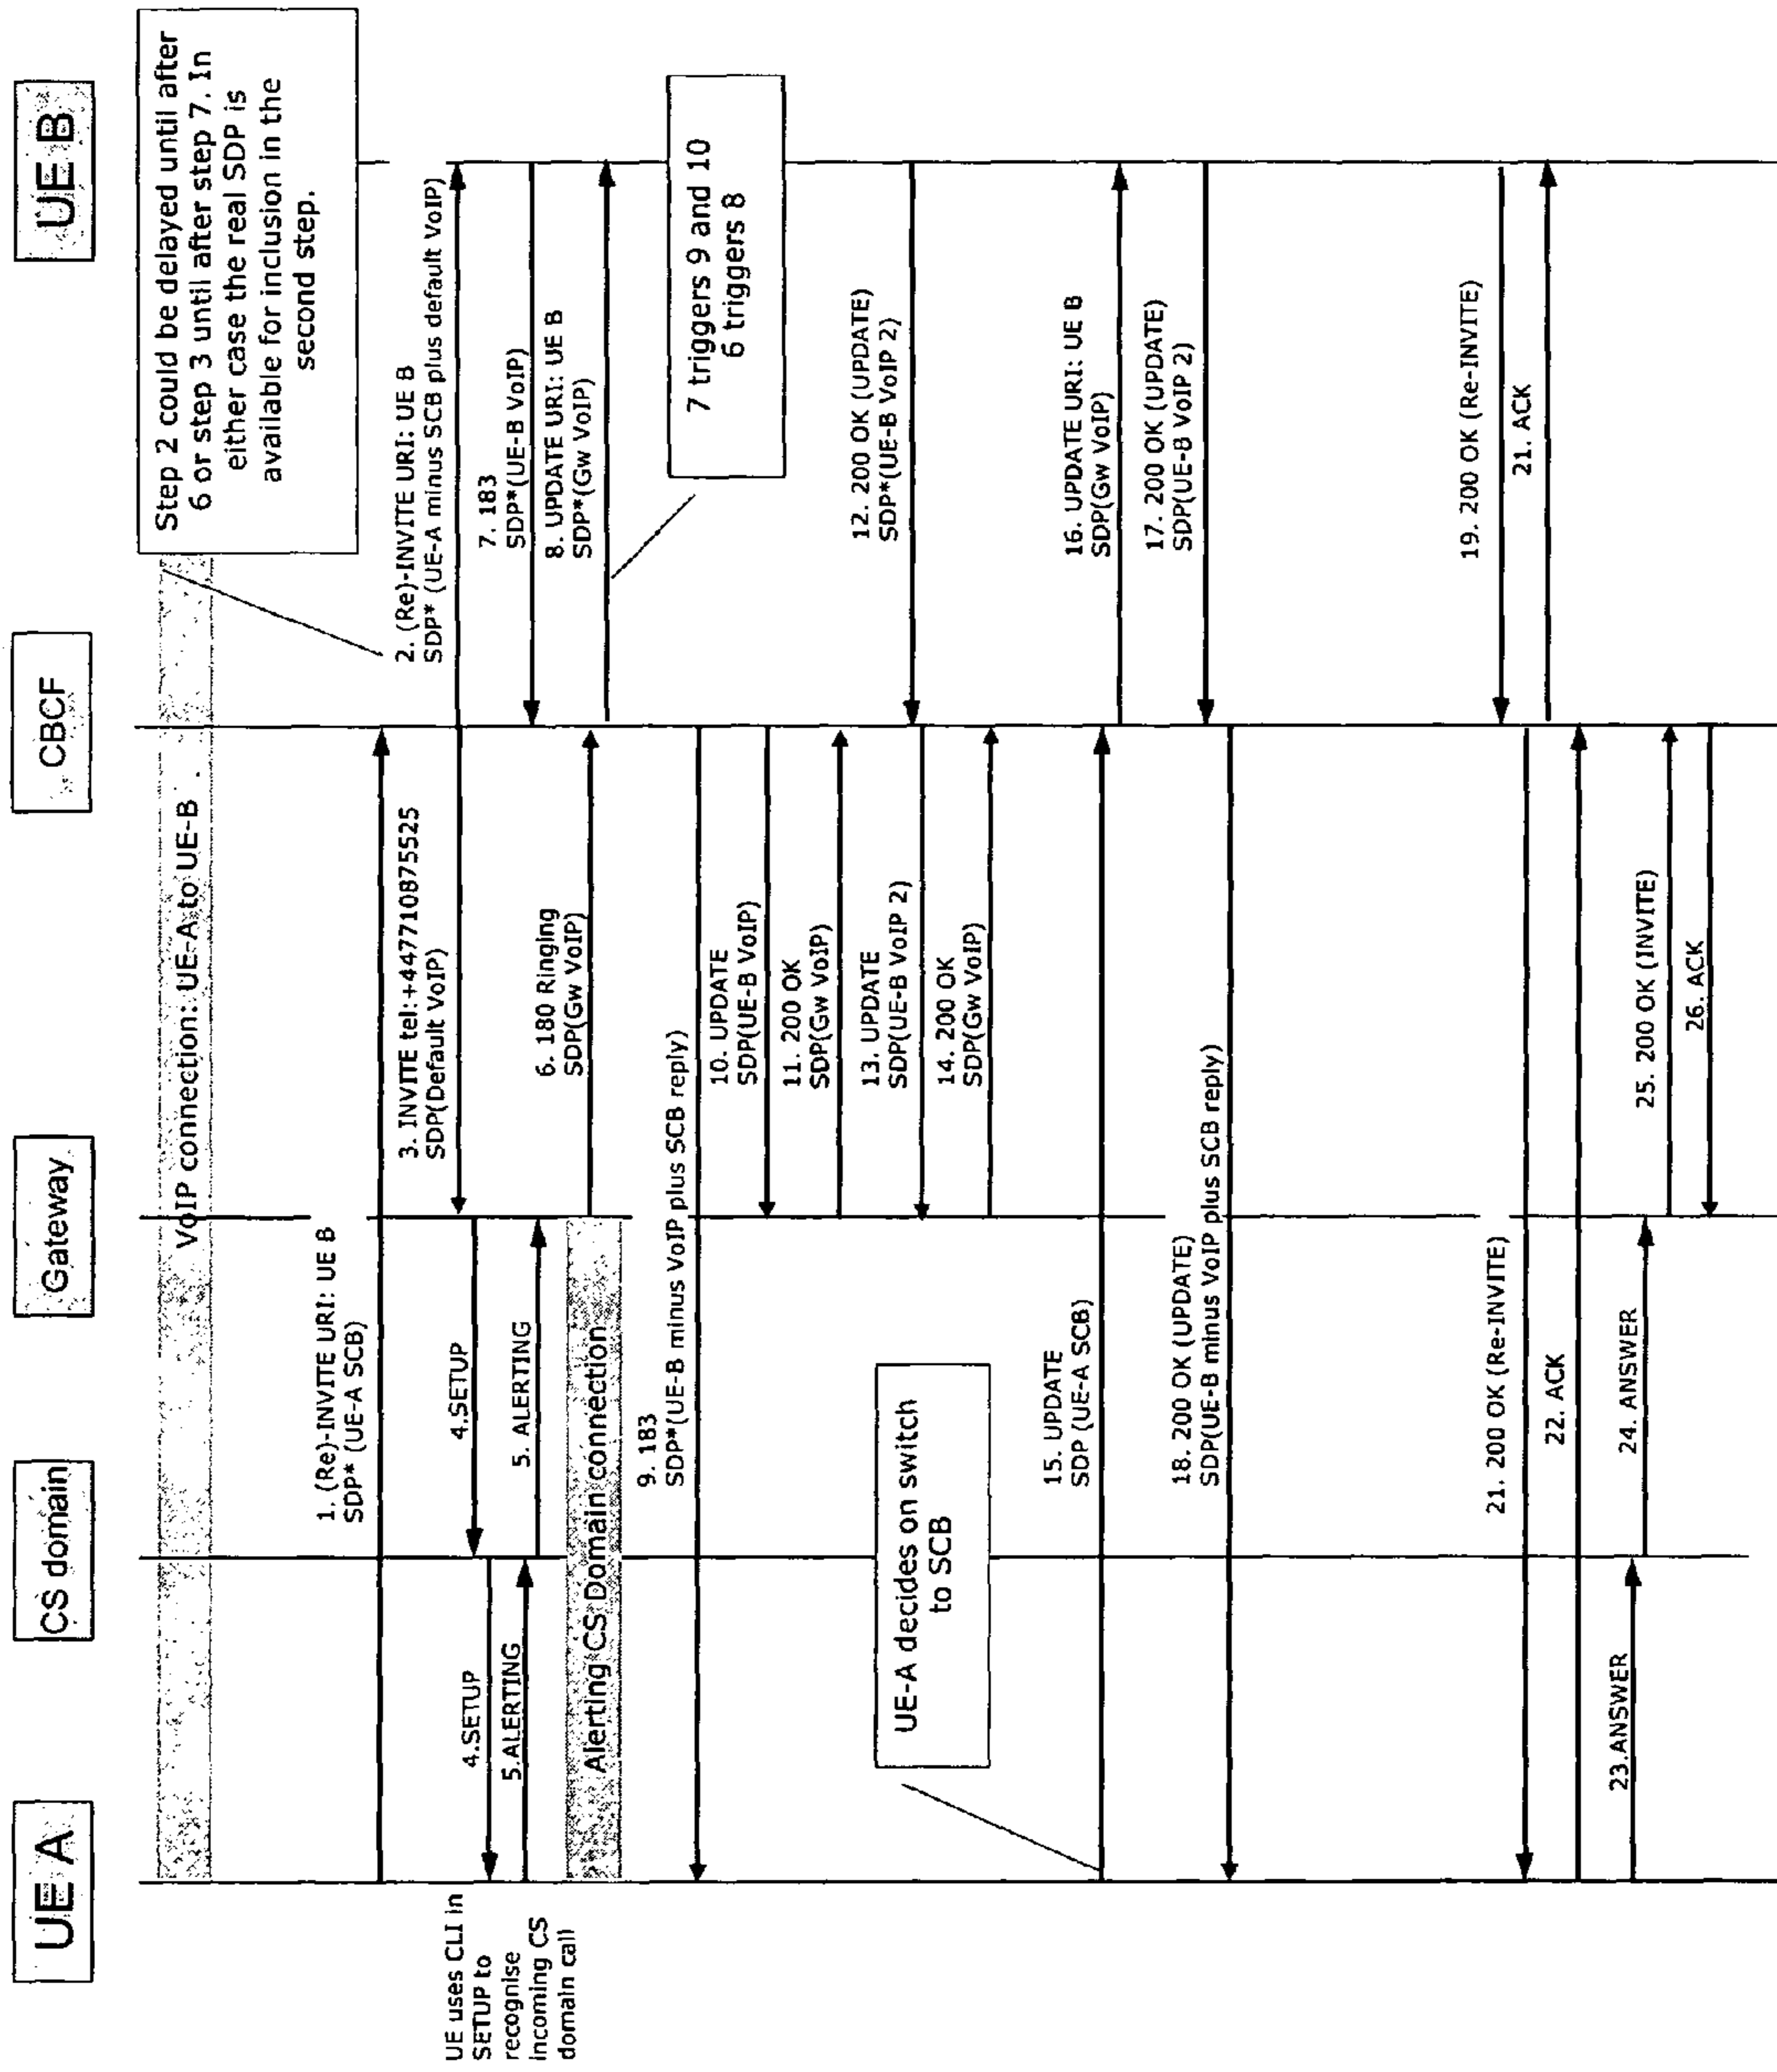 UE A
CS domain
Gateway
CBCF
UE B
VoIP connection: UE-A to UE-B
Step 2 could be delayed until after
6 or step 3 until after step 7. In
either case the real SDP is
available for inclusion in the
second step.
1. (Re)-INVITE URI: UE B
SDP* (UE-A SCB)
2. (Re)-INVITE URI: UE B
SDP* (UE-A minus SCB plus default VoIP)
3. INVITE tel:+447710875525
SDP(Default VoIP)
UE uses CLI in
SETUP to
recognise
incoming CS
domain call
4.SETUP
4.SETUP
5.ALERTING
5. ALERTING
Alerting CS Domain connection
6. 180 Ringing
SDP(Gw VoIP)
7. 183
SDP*(UE-B VoIP)
8. UPDATE URI: UE B
SDP*(Gw VoIP)
7 triggers 9 and 10
6 triggers 8
9. 183
SDP*(UE-B minus VoIP plus SCB reply)
10. UPDATE
SDP(UE-B VoIP)
11. 200 OK
SDP(Gw VoIP)
12. 200 OK (UPDATE)
SDP*(UE-B VoIP 2)
13. UPDATE
SDP(UE-B VoIP 2)
14. 200 OK
SDP(Gw VoIP)
UE-A decides on switch
to SCB
15. UPDATE
SDP (UE-A SCB)
16. UPDATE URI: UE B
SDP(Gw VoIP)
17. 200 OK (UPDATE)
SDP(UE-B VoIP 2)
18. 200 OK (UPDATE)
SDP(UE-B minus VoIP plus SCB reply)
19. 200 OK (Re-INVITE)
21. 200 OK (Re-INVITE)
21. ACK
22. ACK
23.ANSWER
24. ANSWER
25. 200 OK (INVITE)
26. ACK